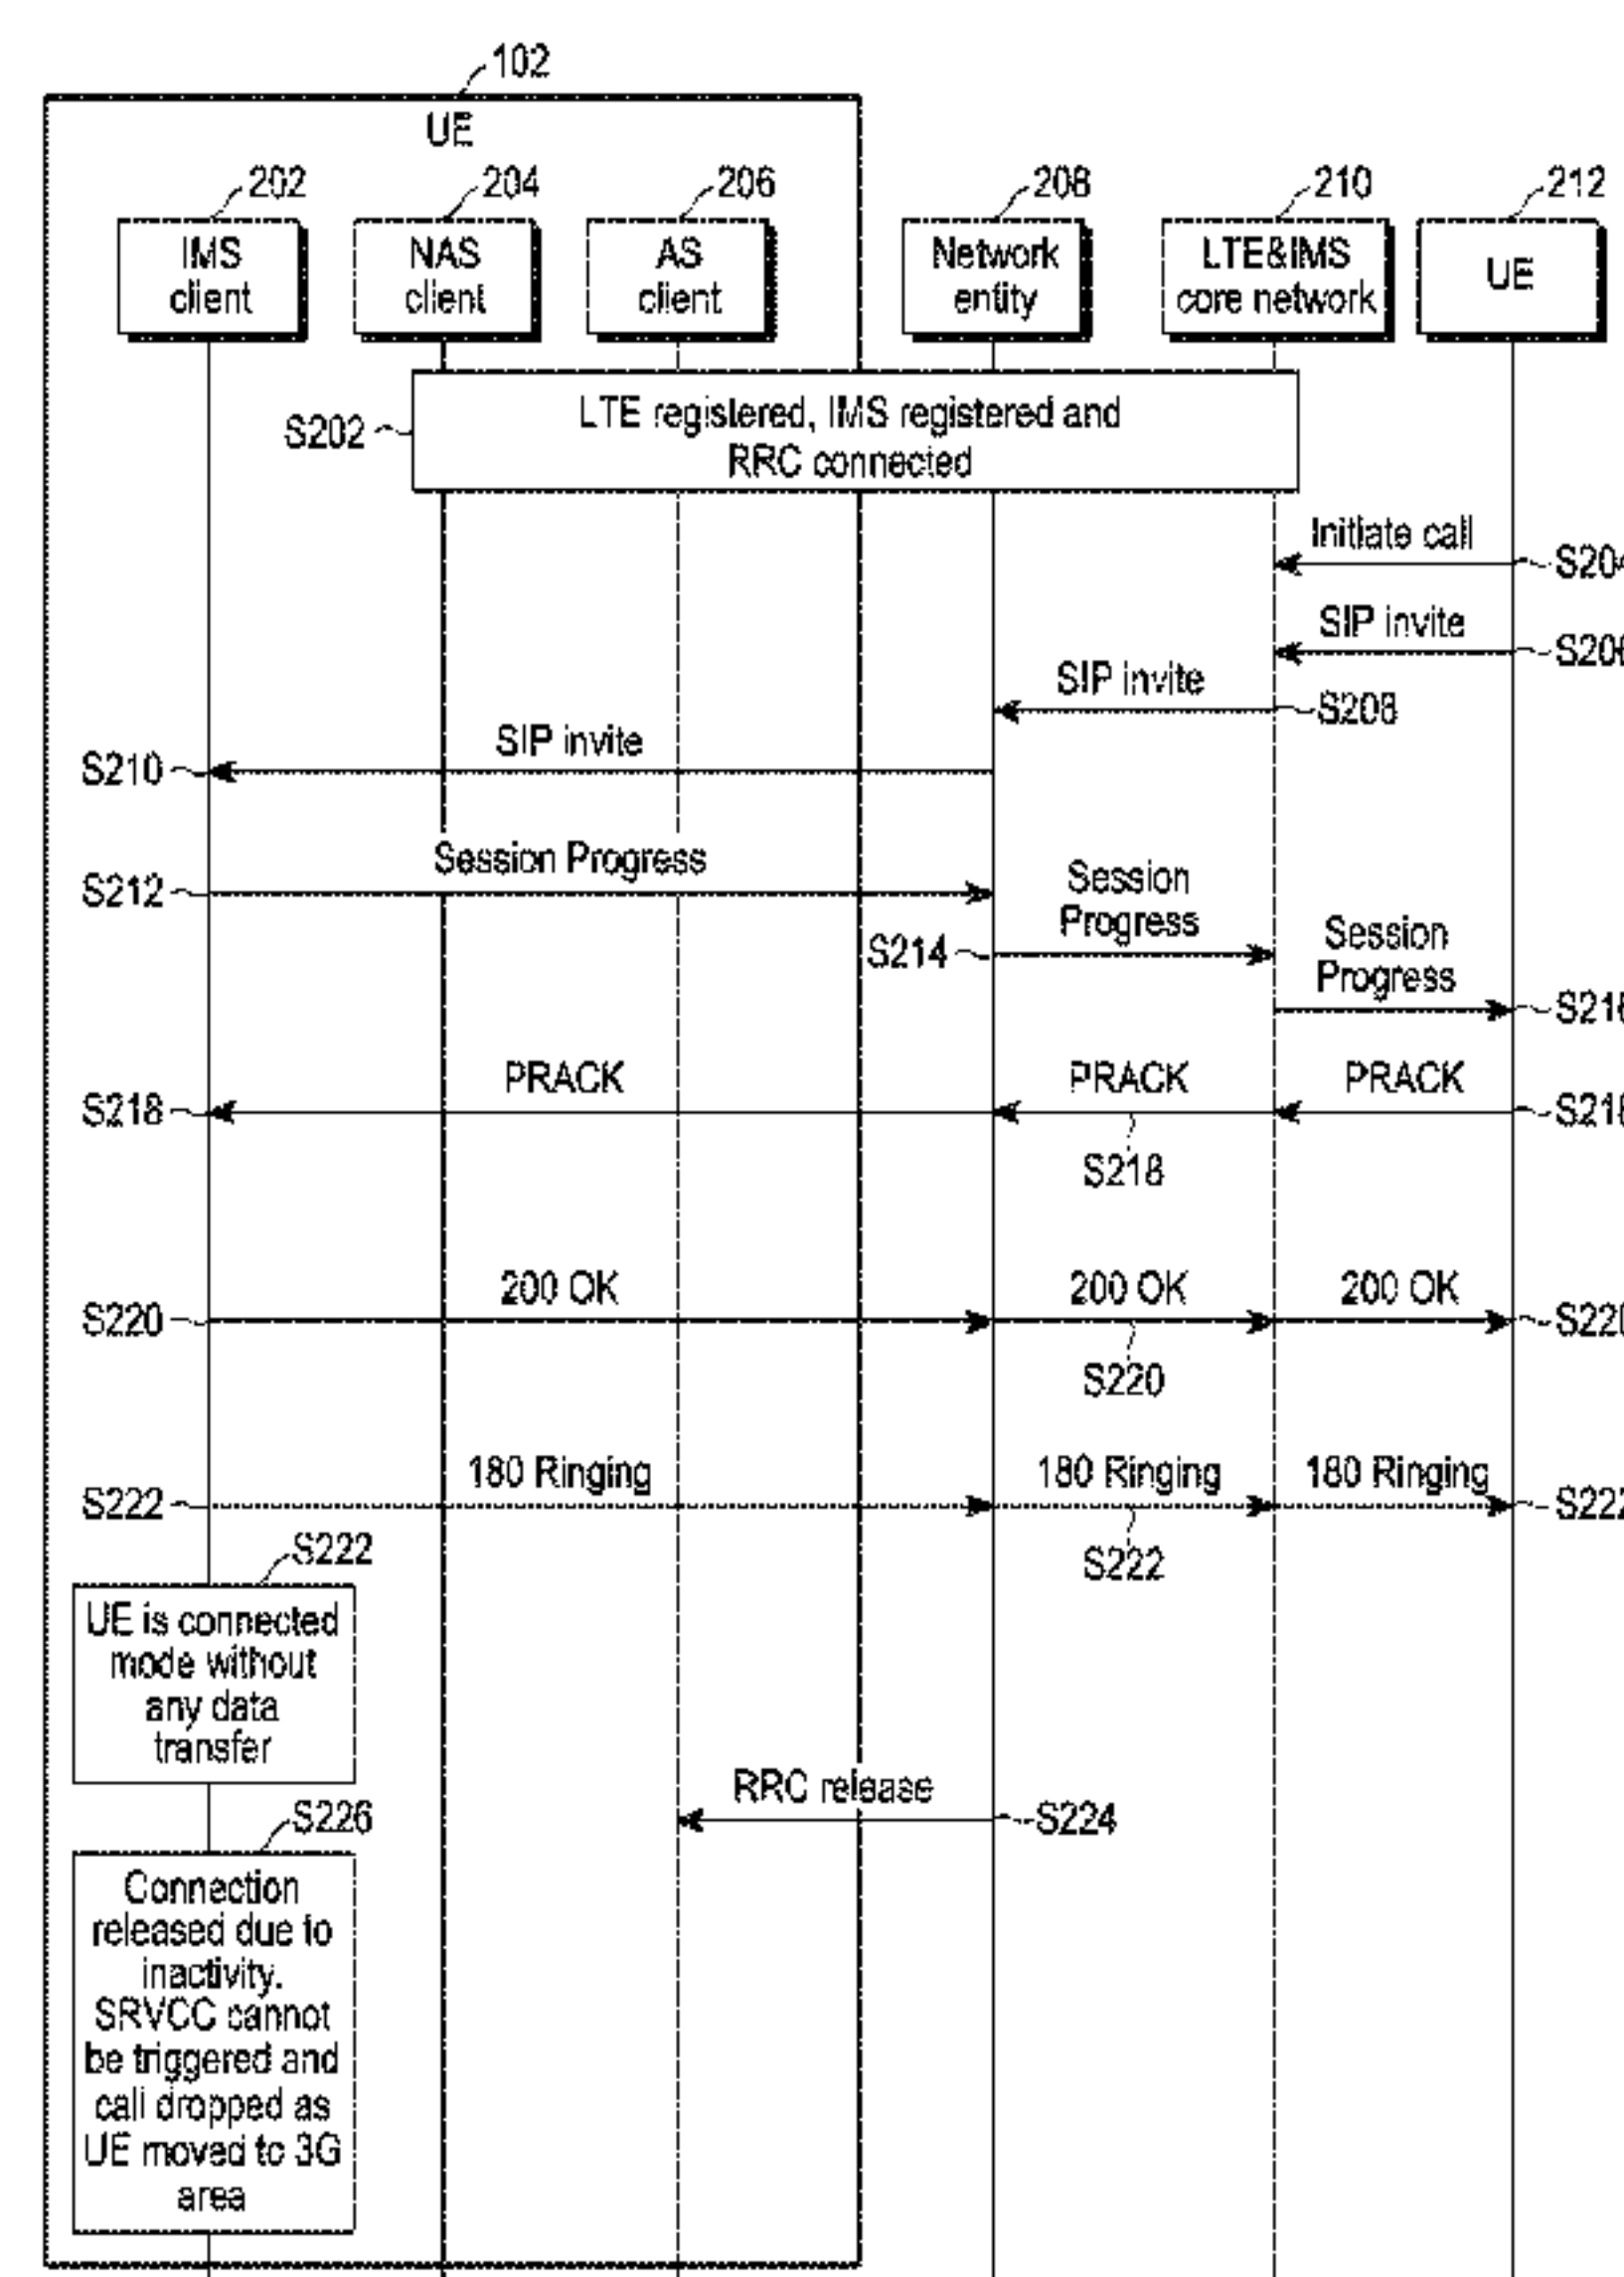 102
UE
202
204
206
208
210
212
IMS
client
NAS
client
AS
client
Network
entity
LTE&IMS
core network
UE
S202
LTE registered, IMS registered and
RRC connected
Initiate call
SIP invite
SIP invite
S208
SIP invite
S210
Session Progress
S212
Session
Progress
S214
Session
Progress
PRACK
PRACK
PRACK
S218
S218
200 OK
200 OK
200 OK
S220
S220
180 Ringing
180 Ringing
180 Ringing
S222
S222
S222
UE is connected
mode without
any data
transfer
RRC release
S224
S226
Connection
released due to
inactivity.
SRVCC cannot
be triggered and
call dropped as
UE moved to 3G
area